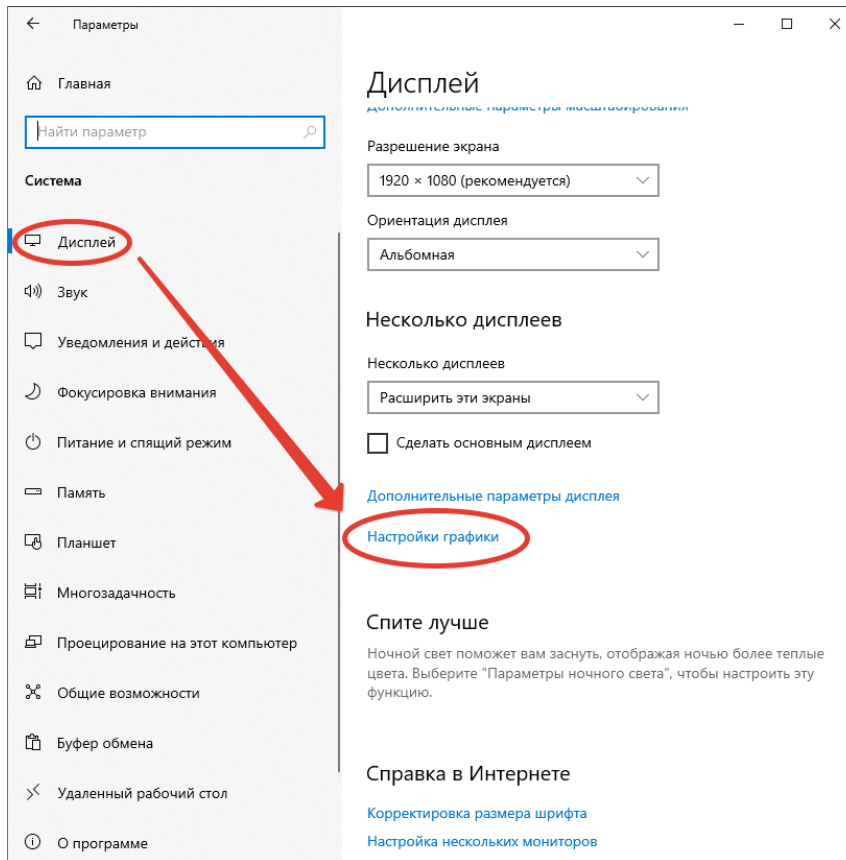 Параметры
Главная
Найти параметр
Система
Дисплей
Звук
Уведомления и действия
Фокусировка внимания
Питание и спящий режим
Память
Планшет
Многозадачность
Проецирование на этот компьютер
Общие возможности
Буфер обмена
Удаленный рабочий стол
О программе
Дисплей
Дополнительные параметры масштабирования
Разрешение экрана
1920 × 1080 (рекомендуется)
Ориентация дисплея
Альбомная
Несколько дисплеев
Несколько дисплеев
Расширить эти экраны
Сделать основным дисплеем
Дополнительные параметры дисплея
Настройки графики
Спите лучше
Ночной свет поможет вам заснуть, отображая ночью более теплые
цвета. Выберите "Параметры ночного света", чтобы настроить эту
функцию.
Справка в Интернете
Корректировка размера шрифта
Настройка нескольких мониторов